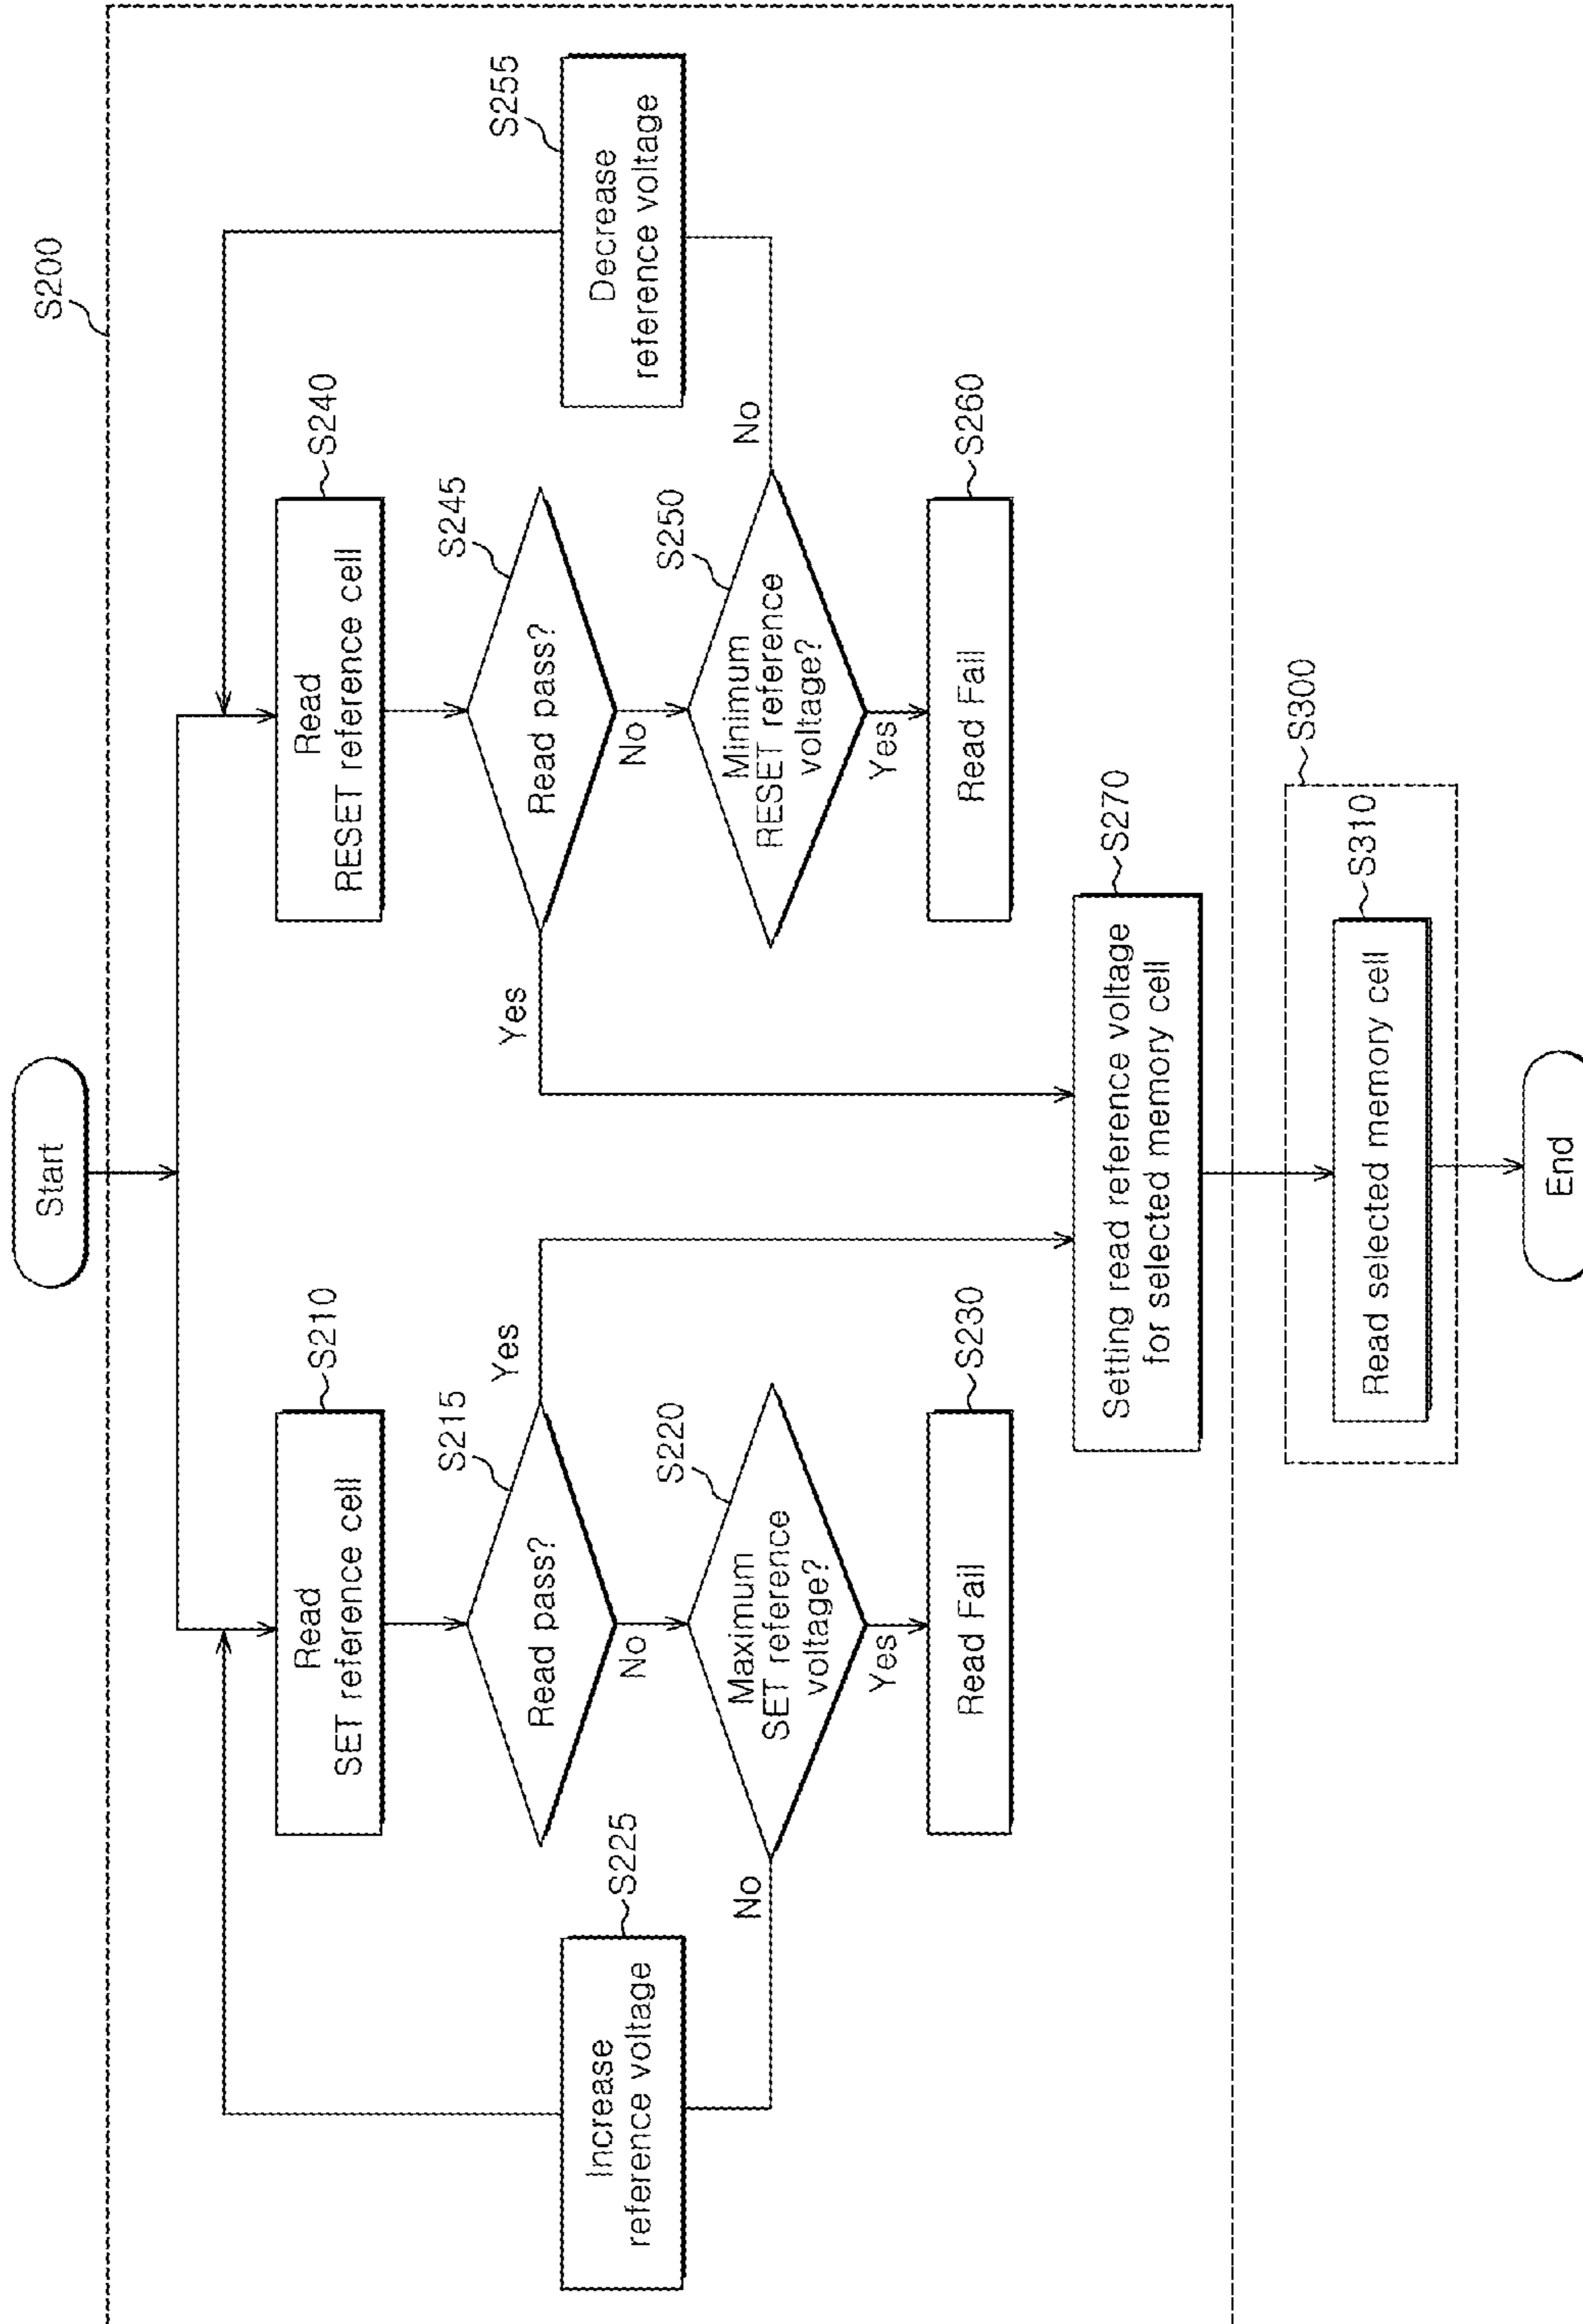 Start
S200
Read
SET reference cell
S210
Read
RESET reference cell
S240
Read pass?
S215
Yes
No
Read pass?
S245
Yes
No
Increase
reference voltage
S225
Decrease
reference voltage
S255
Maximum
SET reference
voltage?
S220
No
Yes
Minimum
RESET reference
voltage?
S250
No
Yes
Read Fail
S230
Read Fail
S260
Setting read reference voltage
for selected memory cell
S270
S300
Read selected memory cell
S310
End